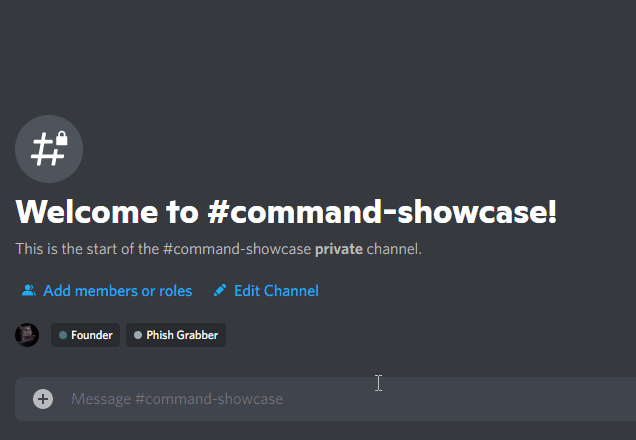 Welcome to #command-showcase!
This is the start of the #command-showcase private channel.
Add members or roles Edit Channel
Founder Phish Grabber
Message #command-showcase